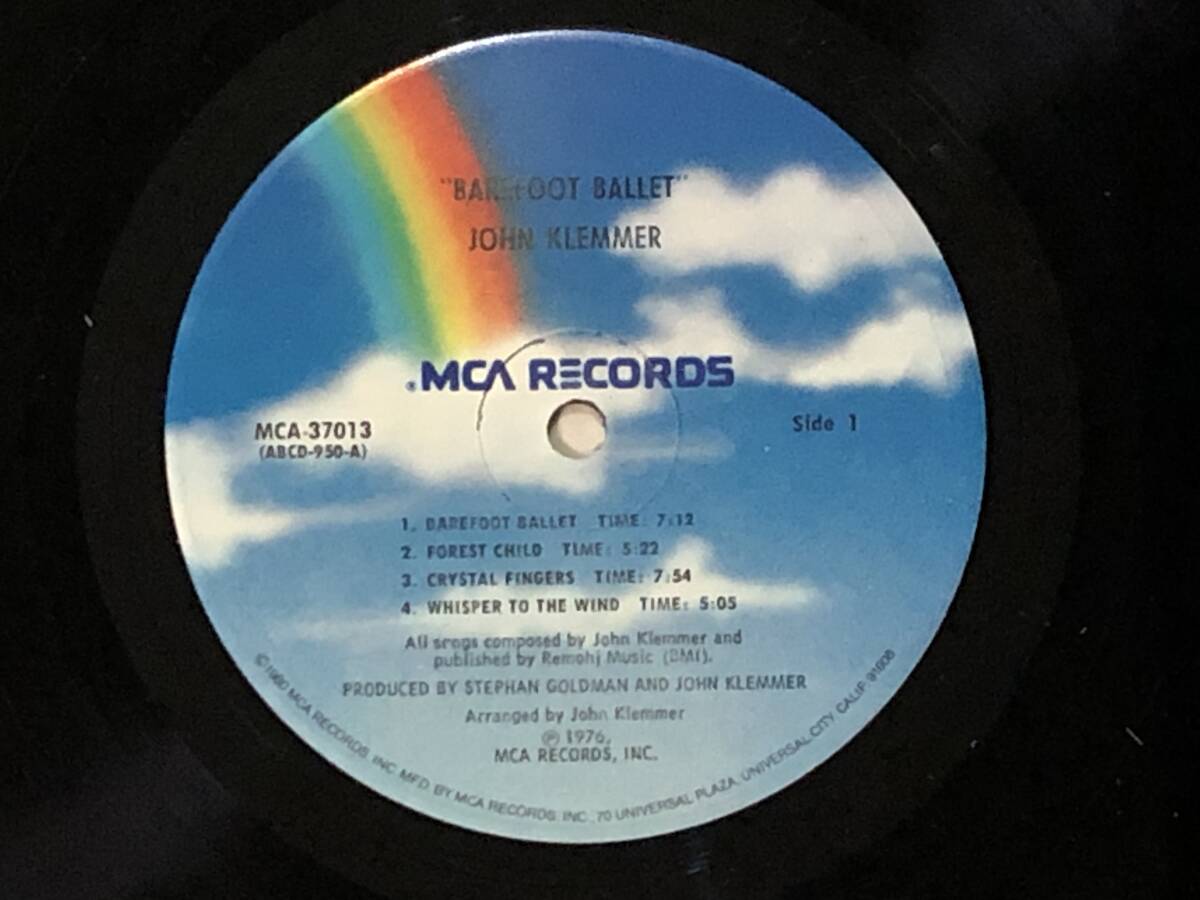 "BAREFOOT BALLET"
JOHN KLEMMER
MCA RECORDS
MCA-37013
(ABCD-950-A)
Side 1
1. BAREFOOT BALLET TIME: 7:12
2. FOREST CHILD TIME: 5:22
3. CRYSTAL FINGERS TIME: 7:54
4. WHISPER TO THE WIND TIME: 5:05
All songs composed by John Klemmer and
published by Remohj Music (BMI).
PRODUCED BY STEPHAN GOLDMAN AND JOHN KLEMMER
Arranged by John Klemmer
℗ 1976,
MCA RECORDS, INC.
©1980 MCA RECORDS, INC. MFD. BY MCA RECORDS, INC., 70 UNIVERSAL PLAZA, UNIVERSAL CITY, CALIF. 91608